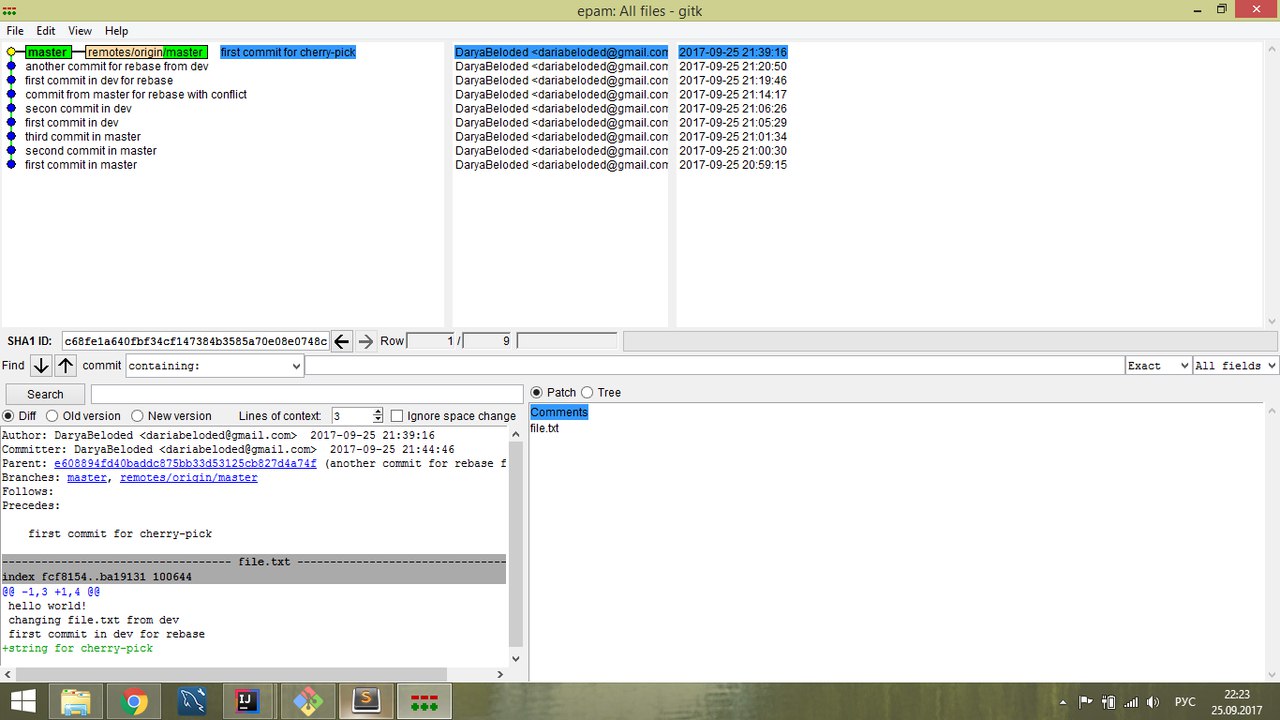 epam: All files - gitk
File Edit View Help
master remotes/origin/master first commit for cherry-pick DaryaBeloded <dariabeloded@gmail.com 2017-09-25 21:39:16
another commit for rebase from dev DaryaBeloded <dariabeloded@gmail.com 2017-09-25 21:20:50
first commit in dev for rebase DaryaBeloded <dariabeloded@gmail.com 2017-09-25 21:19:46
commit from master for rebase with conflict DaryaBeloded <dariabeloded@gmail.com 2017-09-25 21:14:17
secon commit in dev DaryaBeloded <dariabeloded@gmail.com 2017-09-25 21:06:26
first commit in dev DaryaBeloded <dariabeloded@gmail.com 2017-09-25 21:05:29
third commit in master DaryaBeloded <dariabeloded@gmail.com 2017-09-25 21:01:34
second commit in master DaryaBeloded <dariabeloded@gmail.com 2017-09-25 21:00:30
first commit in master DaryaBeloded <dariabeloded@gmail.com 2017-09-25 20:59:15
SHA1 ID: c68fe1a640fbf34cf147384b3585a70e08e0748c Row 1 / 9
Find commit containing: Exact All fields
Search Patch Tree
Diff Old version New version Lines of context: 3 Ignore space change
Comments
file.txt
Author: DaryaBeloded <dariabeloded@gmail.com> 2017-09-25 21:39:16
Committer: DaryaBeloded <dariabeloded@gmail.com> 2017-09-25 21:44:46
Parent: e608894fd40baddc875bb33d53125cb827d4a74f (another commit for rebase f
Branches: master, remotes/origin/master
Follows:
Precedes:
first commit for cherry-pick
----------------------------------- file.txt --------------------------------
index fcf8154..ba19131 100644
@@ -1,3 +1,4 @@
hello world!
changing file.txt from dev
first commit in dev for rebase
+string for cherry-pick
РУС
22:23
25.09.2017